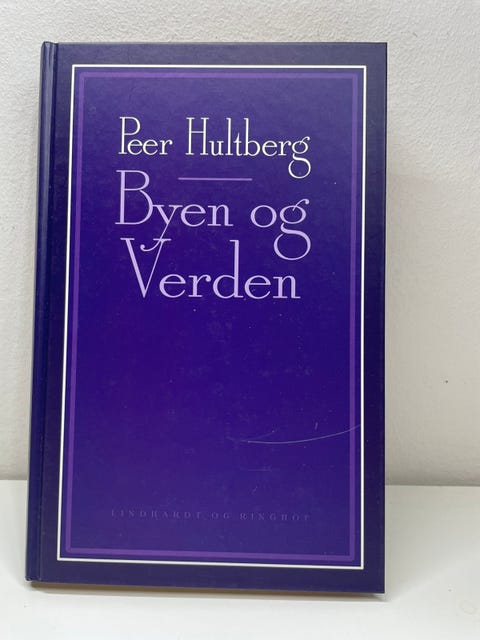 Peer Hultberg
Byen og
Verden
LINDHARDT OG RINGHOF